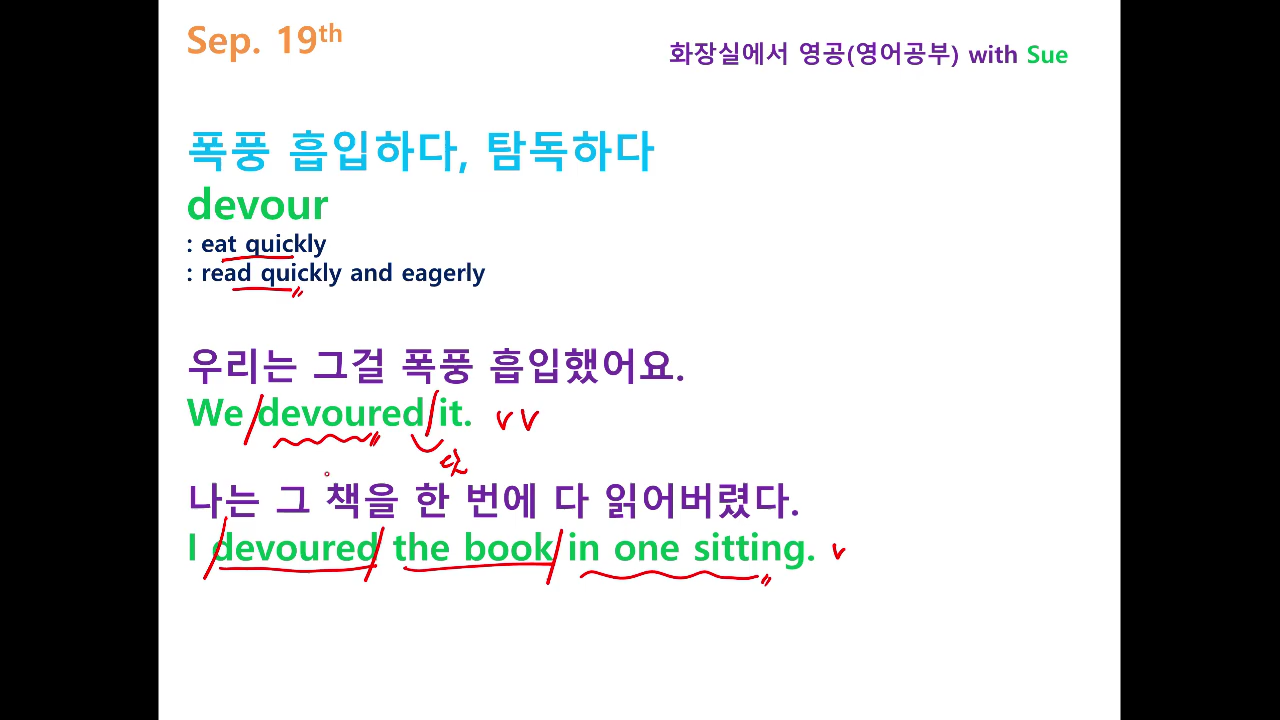 Sep. 19th
화장실에서 영공(영어공부) with Sue
폭풍 흡입하다, 탐독하다
devour
: eat quickly
: read quickly and eagerly
우리는 그걸 폭풍 흡입했어요.
We devoured it.
나는 그 책을 한 번에 다 읽어버렸다.
I devoured the book in one sitting.